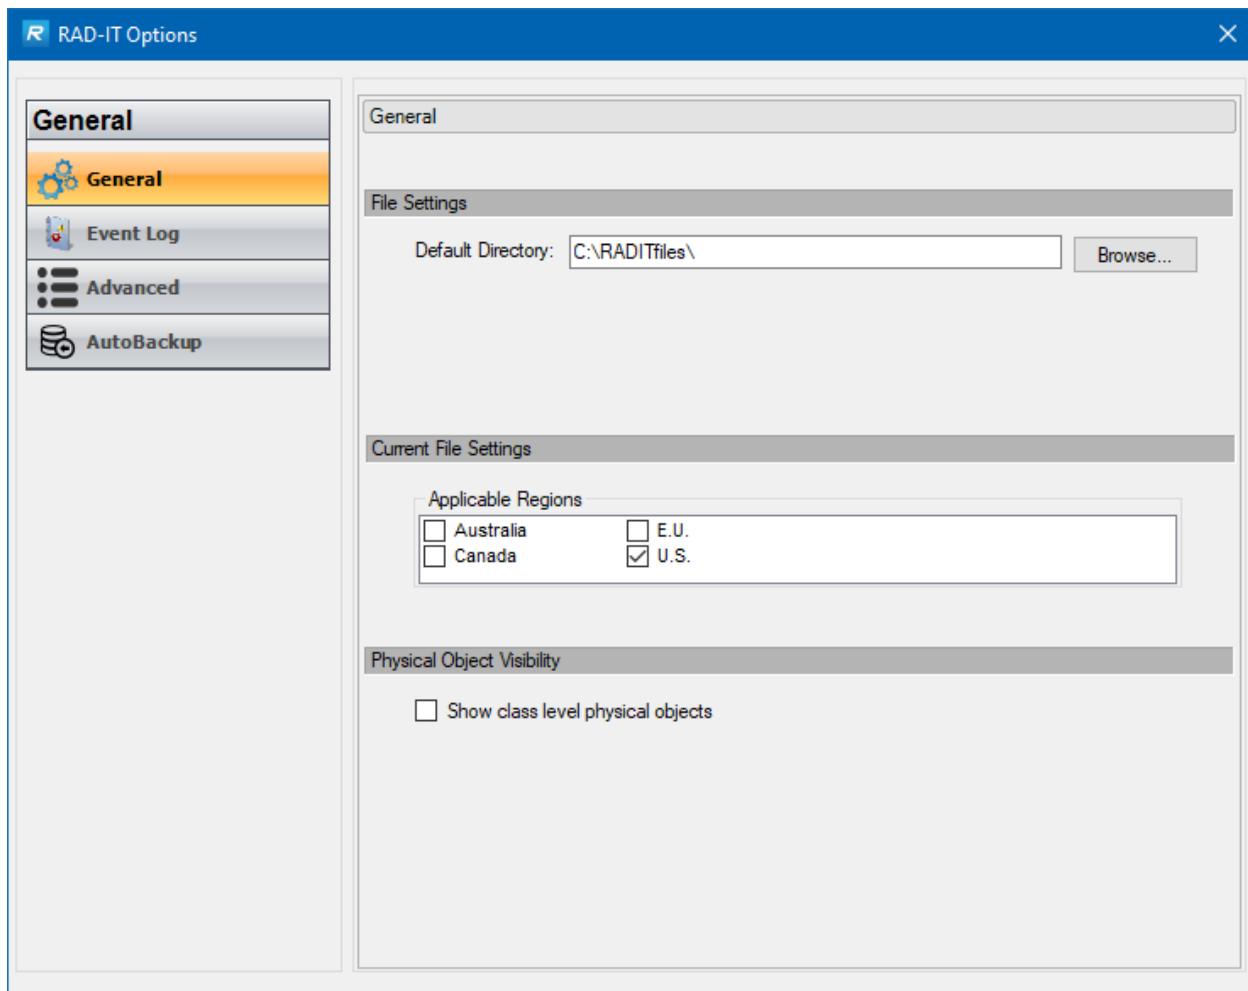 RAD-IT Options
General
General
Event Log
Advanced
AutoBackup
General
File Settings
Default Directory: C:\RADITfiles\ Browse...
Current File Settings
Applicable Regions
Australia E.U.
Canada U.S.
Physical Object Visibility
Show class level physical objects